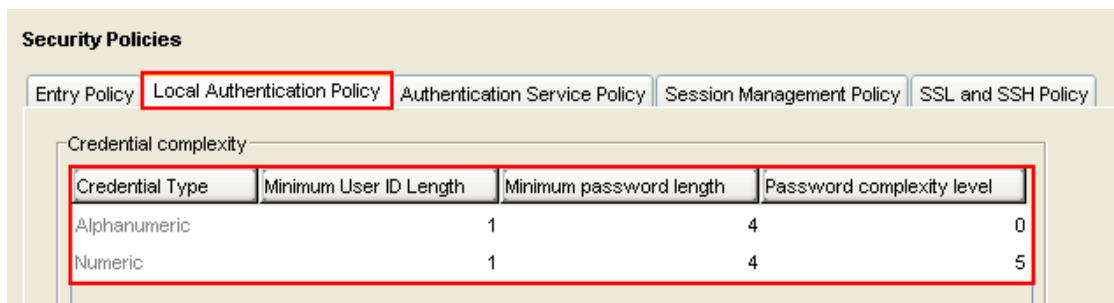 Security Policies
Entry Policy Local Authentication Policy Authentication Service Policy Session Management Policy SSL and SSH Policy
Credential complexity
Credential Type Minimum User ID Length Minimum password length Password complexity level
Alphanumeric 1 4 0
Numeric 1 4 5